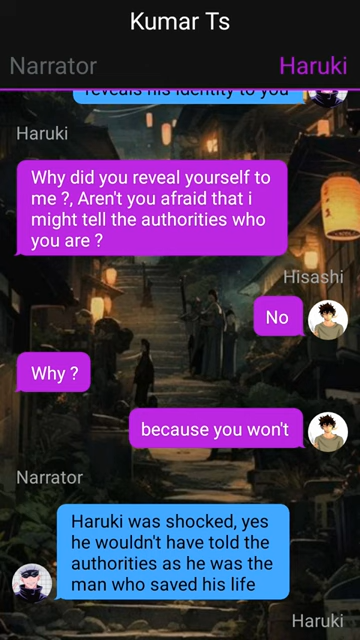 Kumar Ts
Narrator
Haruki
reveals his identity to you
Haruki
Why did you reveal yourself to
me ?, Aren't you afraid that i
might tell the authorities who
you are ?
Hisashi
No
Why ?
because you won't
Narrator
Haruki was shocked, yes
he wouldn't have told the
authorities as he was the
man who saved his life
Haruki